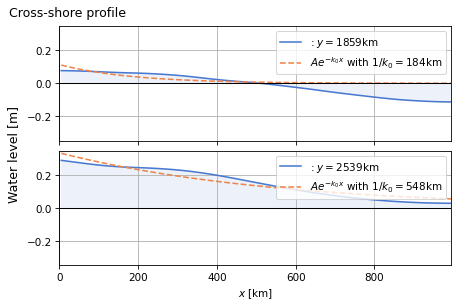 Cross-shore profile
Water level [m]
0.2
0.0
−0.2
: y = 1859km
Ae^{−k₀x} with 1/k₀ = 184km
0.2
0.0
−0.2
: y = 2539km
Ae^{−k₀x} with 1/k₀ = 548km
0 200 400 600 800
x [km]